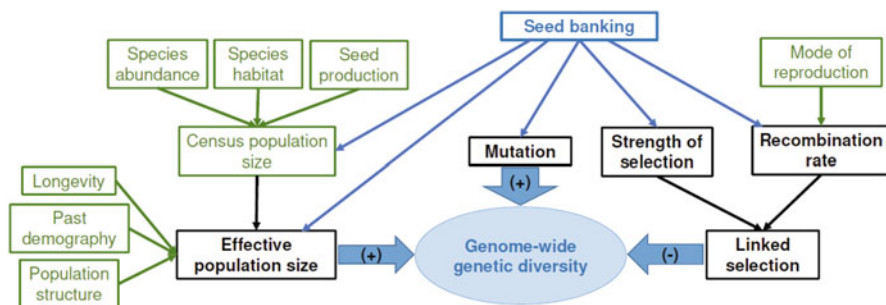 Seed banking
Species
abundance
Species
habitat
Seed
production
Mode of
reproduction
Census population
size
Mutation
Strength of
selection
Recombination
rate
Longevity
Past
demography
Population
structure
Effective
population size
(+)
(+)
Genome-wide
genetic diversity
(-)
Linked
selection